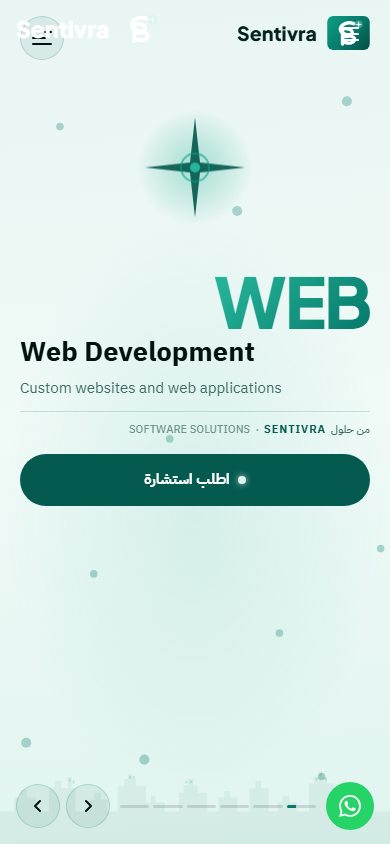 Sentivra
Sentivra
WEB
Web Development
Custom websites and web applications
من حلول SENTIVRA · SOFTWARE SOLUTIONS
اطلب استشارة